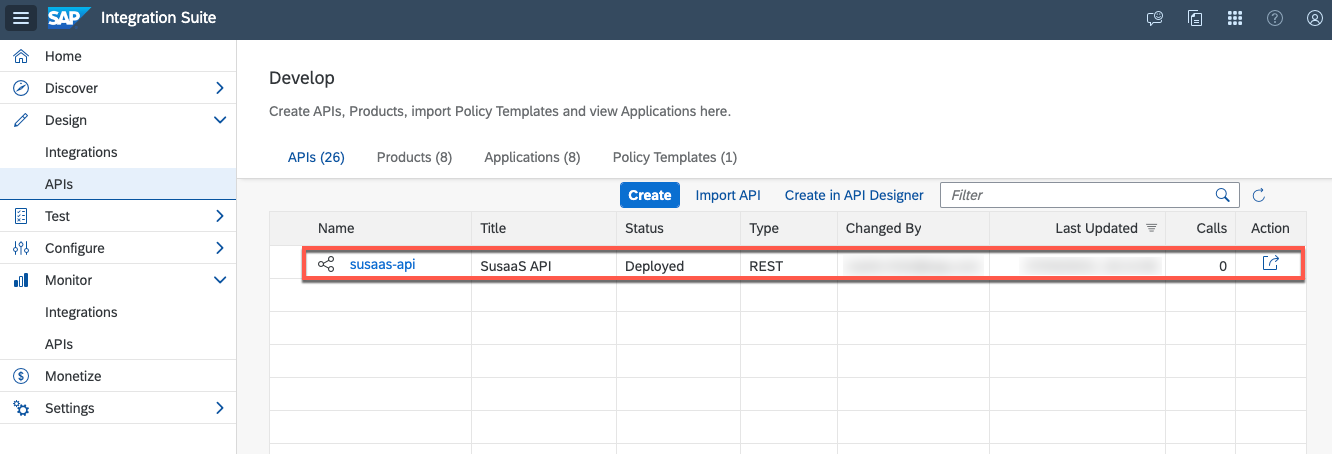 SAP Integration Suite
Home
Discover
Design
Integrations
APIs
Test
Configure
Monitor
Integrations
APIs
Monetize
Settings
Develop
Create APIs, Products, import Policy Templates and view Applications here.
APIs (26) Products (8) Applications (8) Policy Templates (1)
Create Import API Create in API Designer Filter
Name Title Status Type Changed By Last Updated Calls Action
susaas-api SusaaS API Deployed REST 0